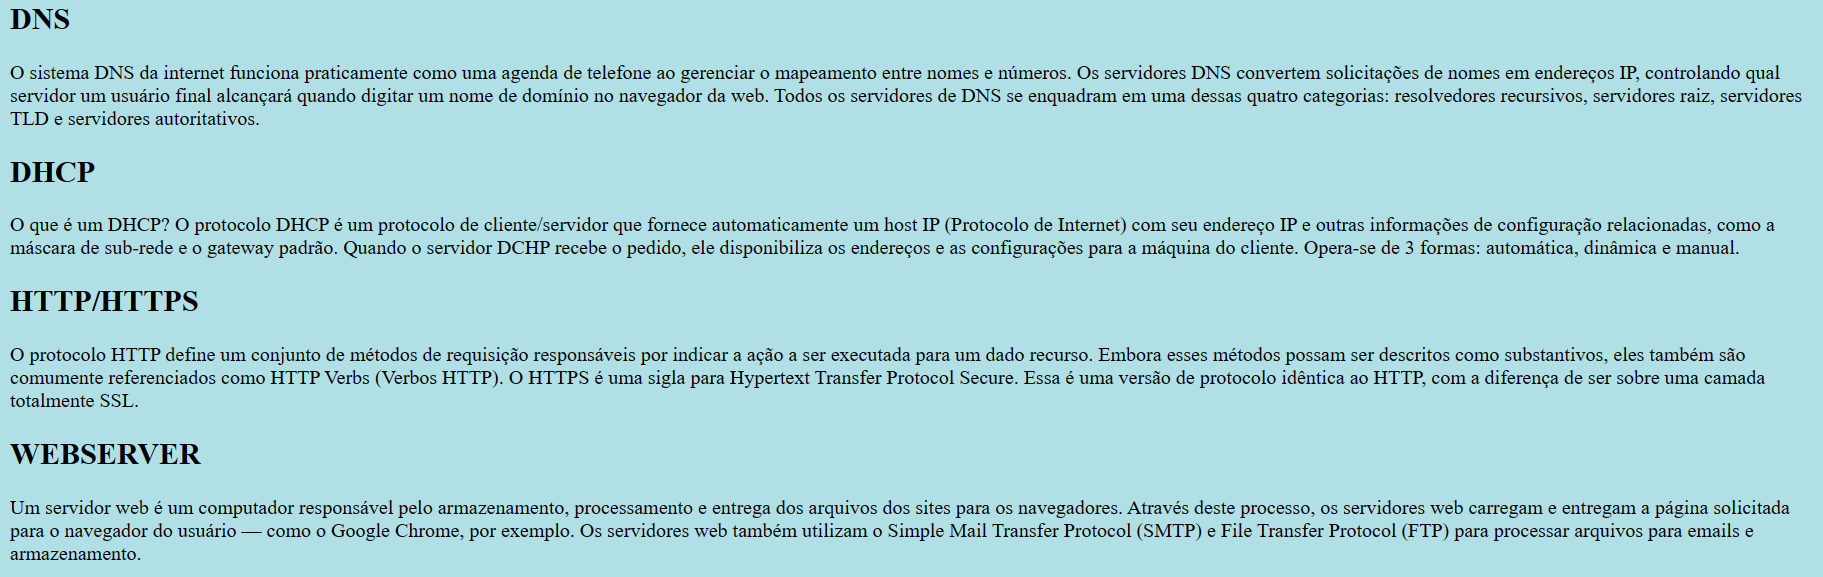 DNS
O sistema DNS da internet funciona praticamente como uma agenda de telefone ao gerenciar o mapeamento entre nomes e números. Os servidores DNS convertem solicitações de nomes em endereços IP, controlando qual
servidor um usuário final alcançará quando digitar um nome de domínio no navegador da web. Todos os servidores de DNS se enquadram em uma dessas quatro categorias: resolvedores recursivos, servidores raiz, servidores
TLD e servidores autoritativos.
DHCP
O que é um DHCP? O protocolo DHCP é um protocolo de cliente/servidor que fornece automaticamente um host IP (Protocolo de Internet) com seu endereço IP e outras informações de configuração relacionadas, como a
máscara de sub-rede e o gateway padrão. Quando o servidor DCHP recebe o pedido, ele disponibiliza os endereços e as configurações para a máquina do cliente. Opera-se de 3 formas: automática, dinâmica e manual.
HTTP/HTTPS
O protocolo HTTP define um conjunto de métodos de requisição responsáveis por indicar a ação a ser executada para um dado recurso. Embora esses métodos possam ser descritos como substantivos, eles também são
comumente referenciados como HTTP Verbs (Verbos HTTP). O HTTPS é uma sigla para Hypertext Transfer Protocol Secure. Essa é uma versão de protocolo idêntica ao HTTP, com a diferença de ser sobre uma camada
totalmente SSL.
WEBSERVER
Um servidor web é um computador responsável pelo armazenamento, processamento e entrega dos arquivos dos sites para os navegadores. Através deste processo, os servidores web carregam e entregam a página solicitada
para o navegador do usuário — como o Google Chrome, por exemplo. Os servidores web também utilizam o Simple Mail Transfer Protocol (SMTP) e File Transfer Protocol (FTP) para processar arquivos para emails e
armazenamento.